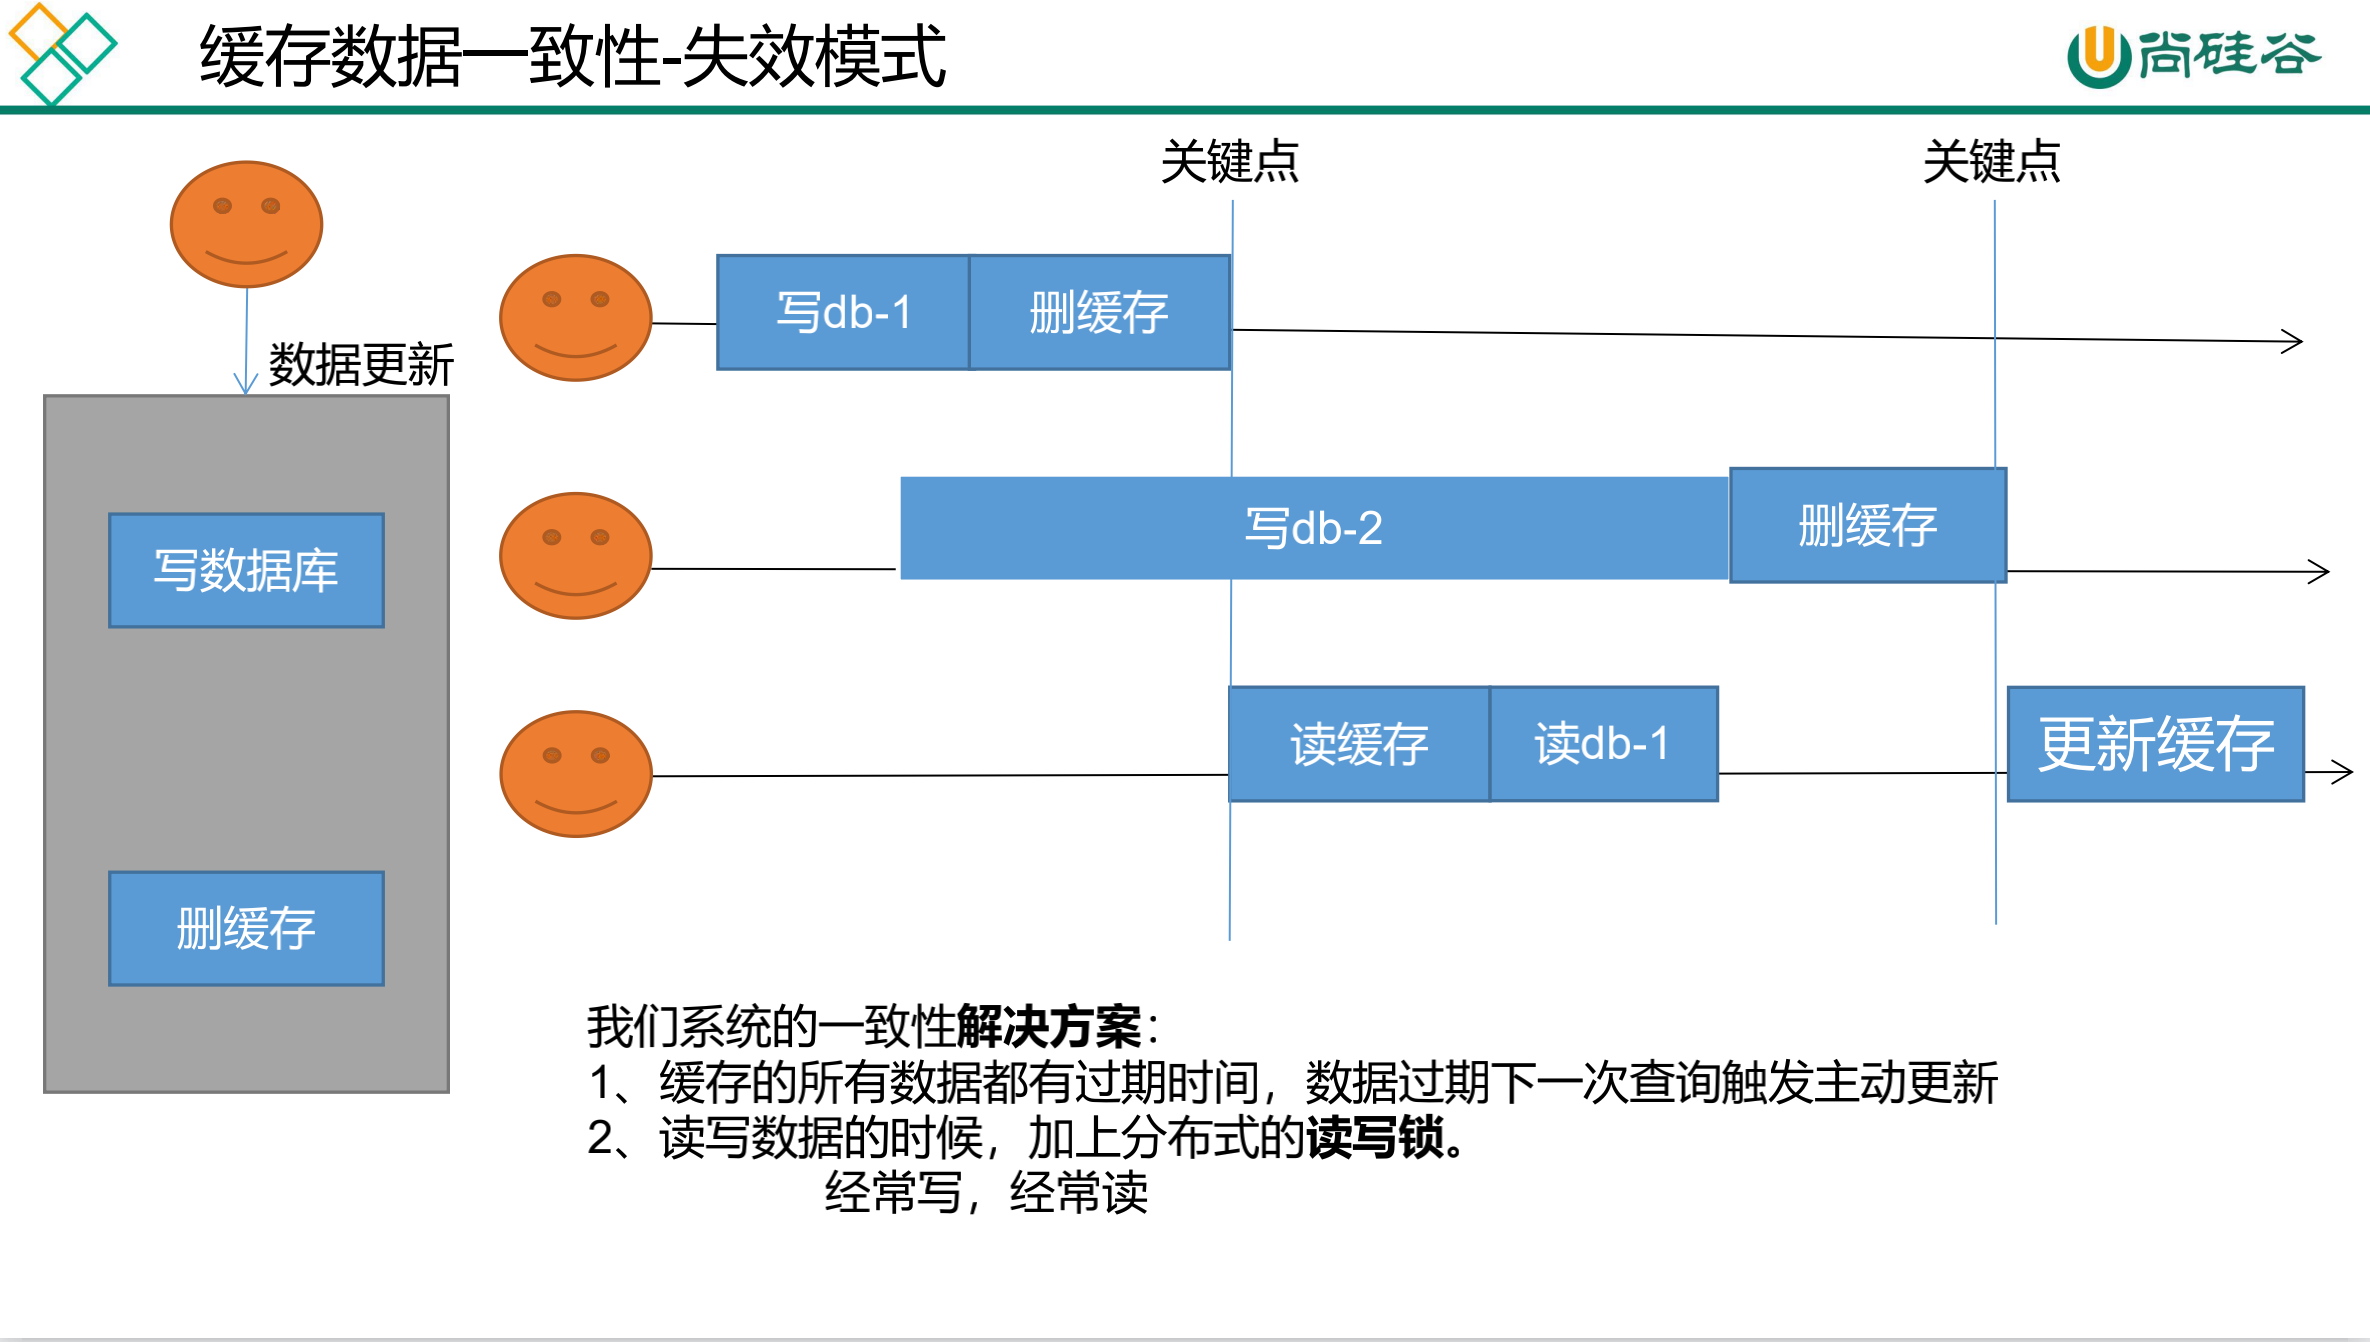 缓存数据一致性-失效模式
尚硅谷
关键点
关键点
数据更新
写数据库
删缓存
写db-1
删缓存
写db-2
删缓存
读缓存
读db-1
更新缓存
我们系统的一致性解决方案：
1、缓存的所有数据都有过期时间，数据过期下一次查询触发主动更新
2、读写数据的时候，加上分布式的读写锁。
经常写，经常读